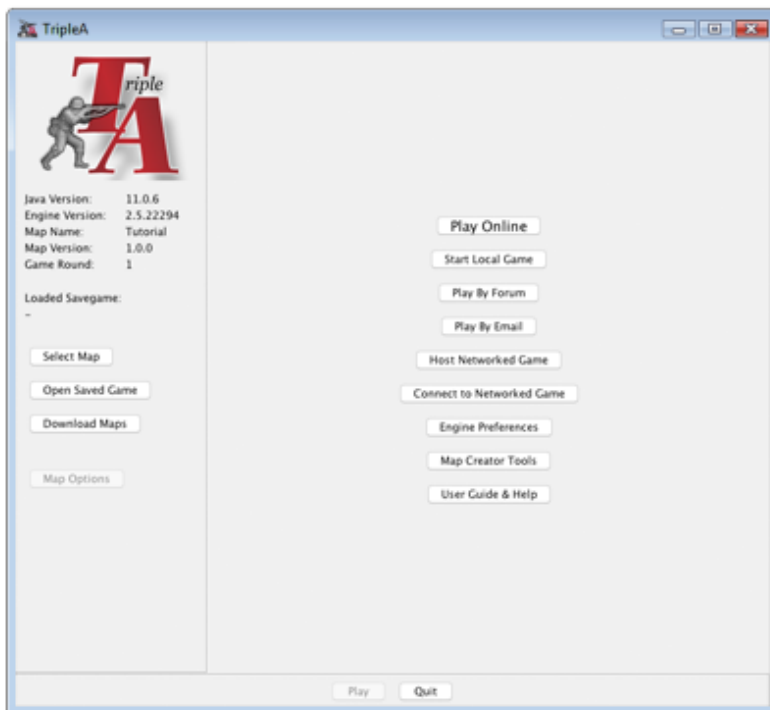 TripleA
Triple
A
Java Version: 11.0.6
Engine Version: 2.5.22294
Map Name: Tutorial
Map Version: 1.0.0
Game Round: 1
Loaded Savegame:
-
Select Map
Open Saved Game
Download Maps
Map Options
Play Online
Start Local Game
Play By Forum
Play By Email
Host Networked Game
Connect to Networked Game
Engine Preferences
Map Creator Tools
User Guide & Help
Play Quit